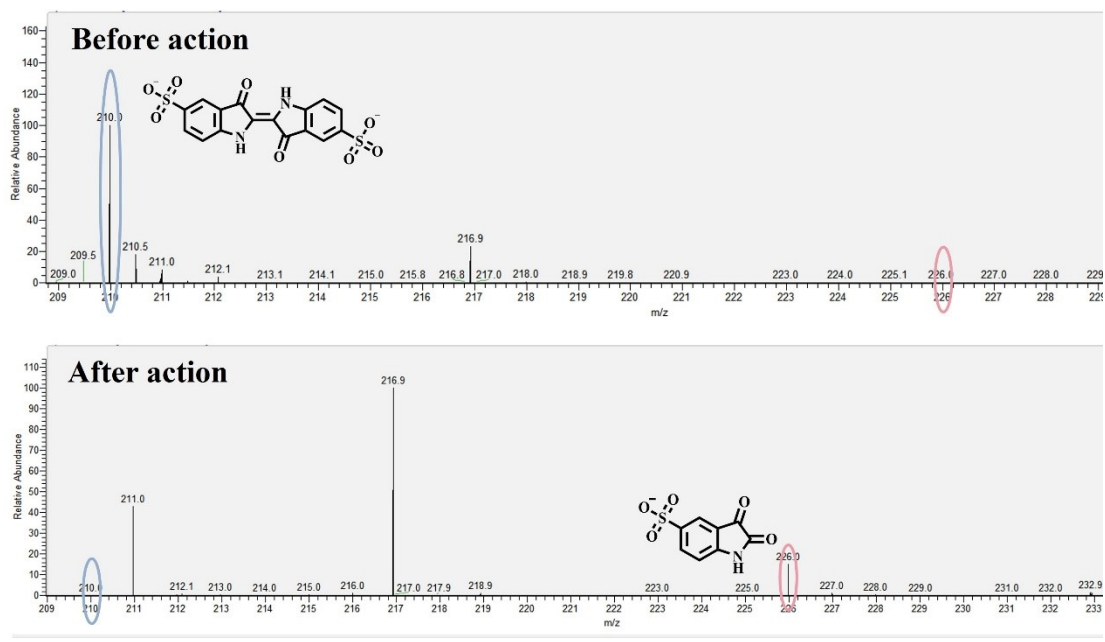 Before action
160
140
120
100
80
60
40
20
0
Relative Abundance
O⁻ O
S
O
O
H
N
N
H
O
O⁻
S
O
O
210.0
209.0
209.5
210.5
211.0
212.1
213.1
214.1
215.0
215.8
216.8
216.9
217.0
218.0
218.9
219.8
220.9
223.0
224.0
225.1
226.0
227.0
228.0
229
209 210 211 212 213 214 215 216 217 218 219 220 221 222 223 224 225 226 227 228 229
m/z
After action
110
100
90
80
70
60
50
40
30
20
10
0
Relative Abundance
216.9
211.0
O⁻ O
S
O
O
O
N
H
226.0
210.0
212.1
213.0
214.0
215.0
216.0
217.0
217.9
218.9
223.0
225.0
227.0
228.0
229.0
231.0
232.0
232.9
209 210 211 212 213 214 215 216 217 218 219 220 221 222 223 224 225 226 227 228 229 230 231 232 233
m/z